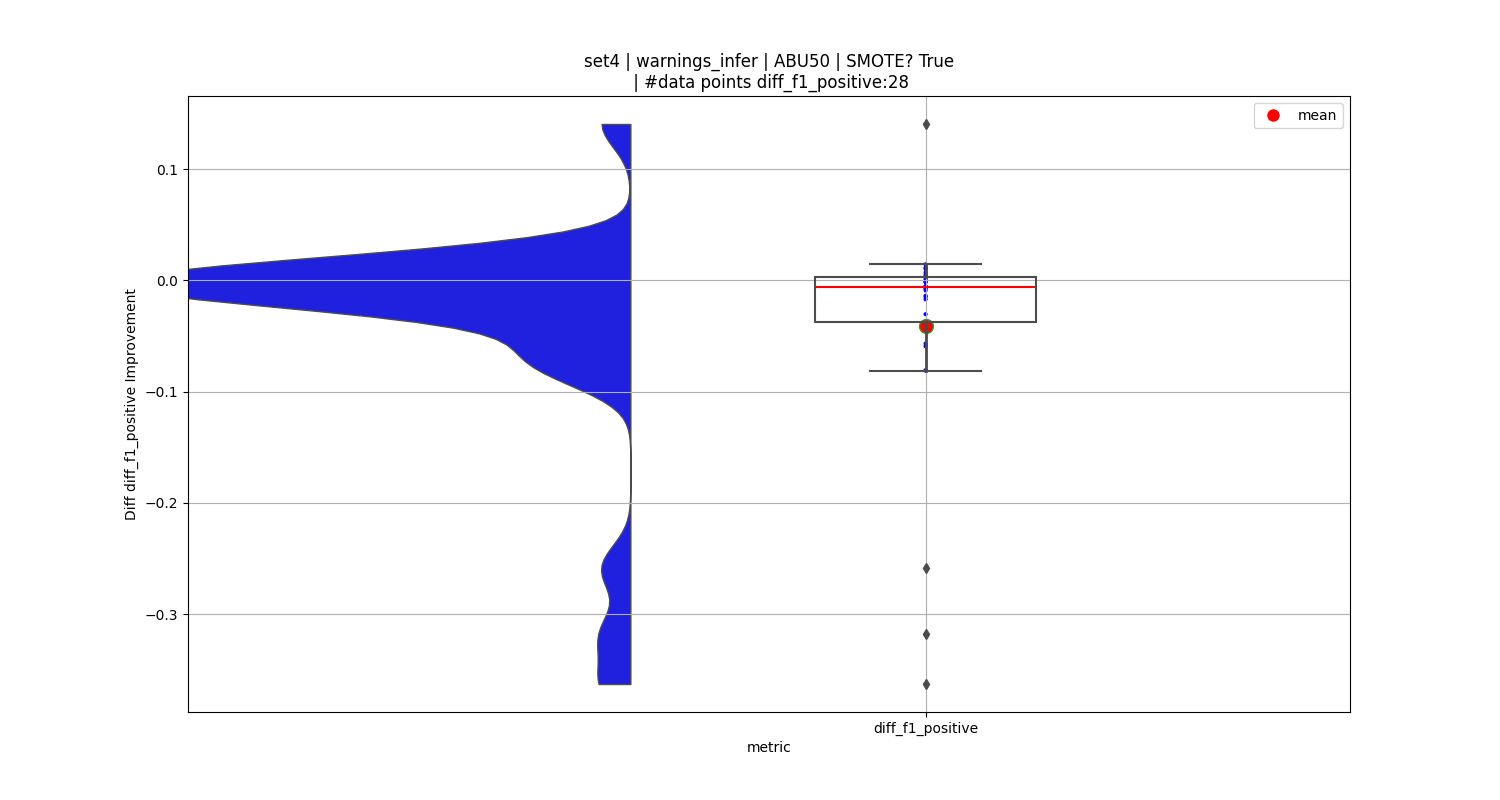 set4 | warnings_infer | ABU50 | SMOTE? True
| #data points diff_f1_positive:28
mean
0.1
0.0
−0.1
−0.2
−0.3
Diff diff_f1_positive Improvement
diff_f1_positive
metric